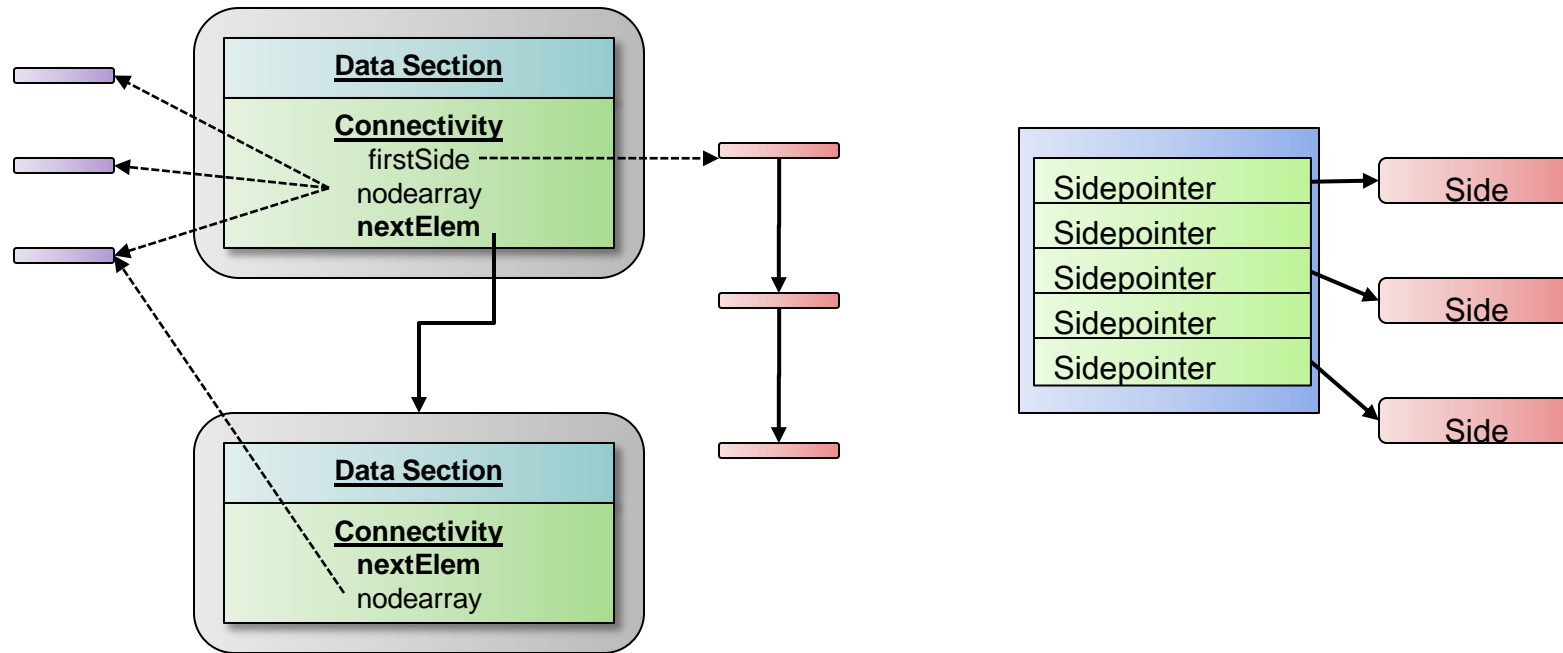 Data Section
Connectivity
firstSide
nodearray
nextElem
Data Section
Connectivity
nextElem
nodearray
Sidepointer
Sidepointer
Sidepointer
Sidepointer
Sidepointer
Side
Side
Side